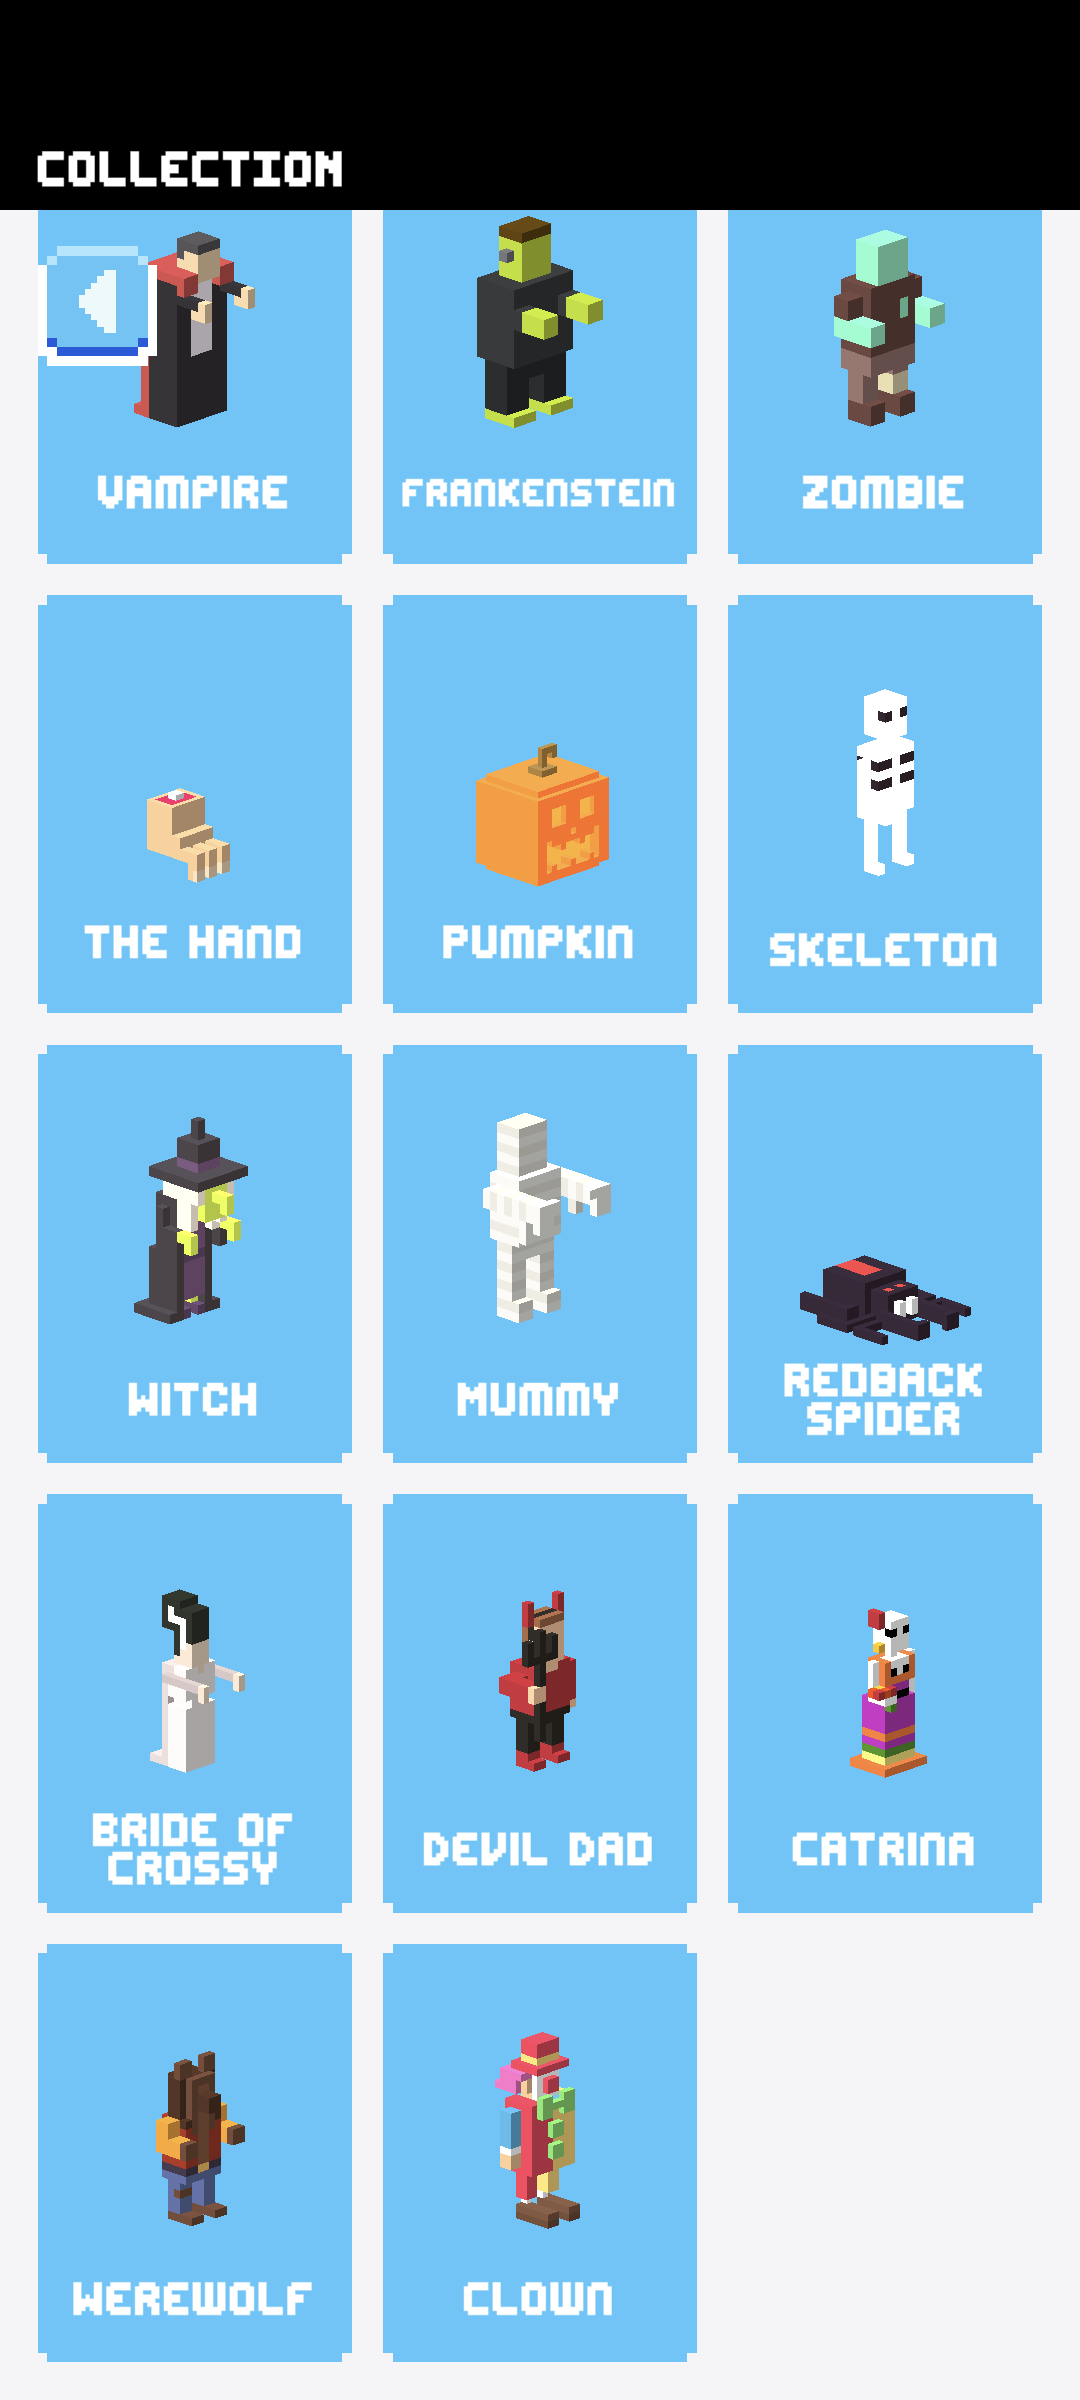 COLLECTION
VAMPIRE
FRANKENSTEIN
ZOMBIE
THE HAND
PUMPKIN
SKELETON
WITCH
MUMMY
REDBACK
SPIDER
BRIDE OF
CROSSY
DEVIL DAD
CATRINA
WEREWOLF
CLOWN